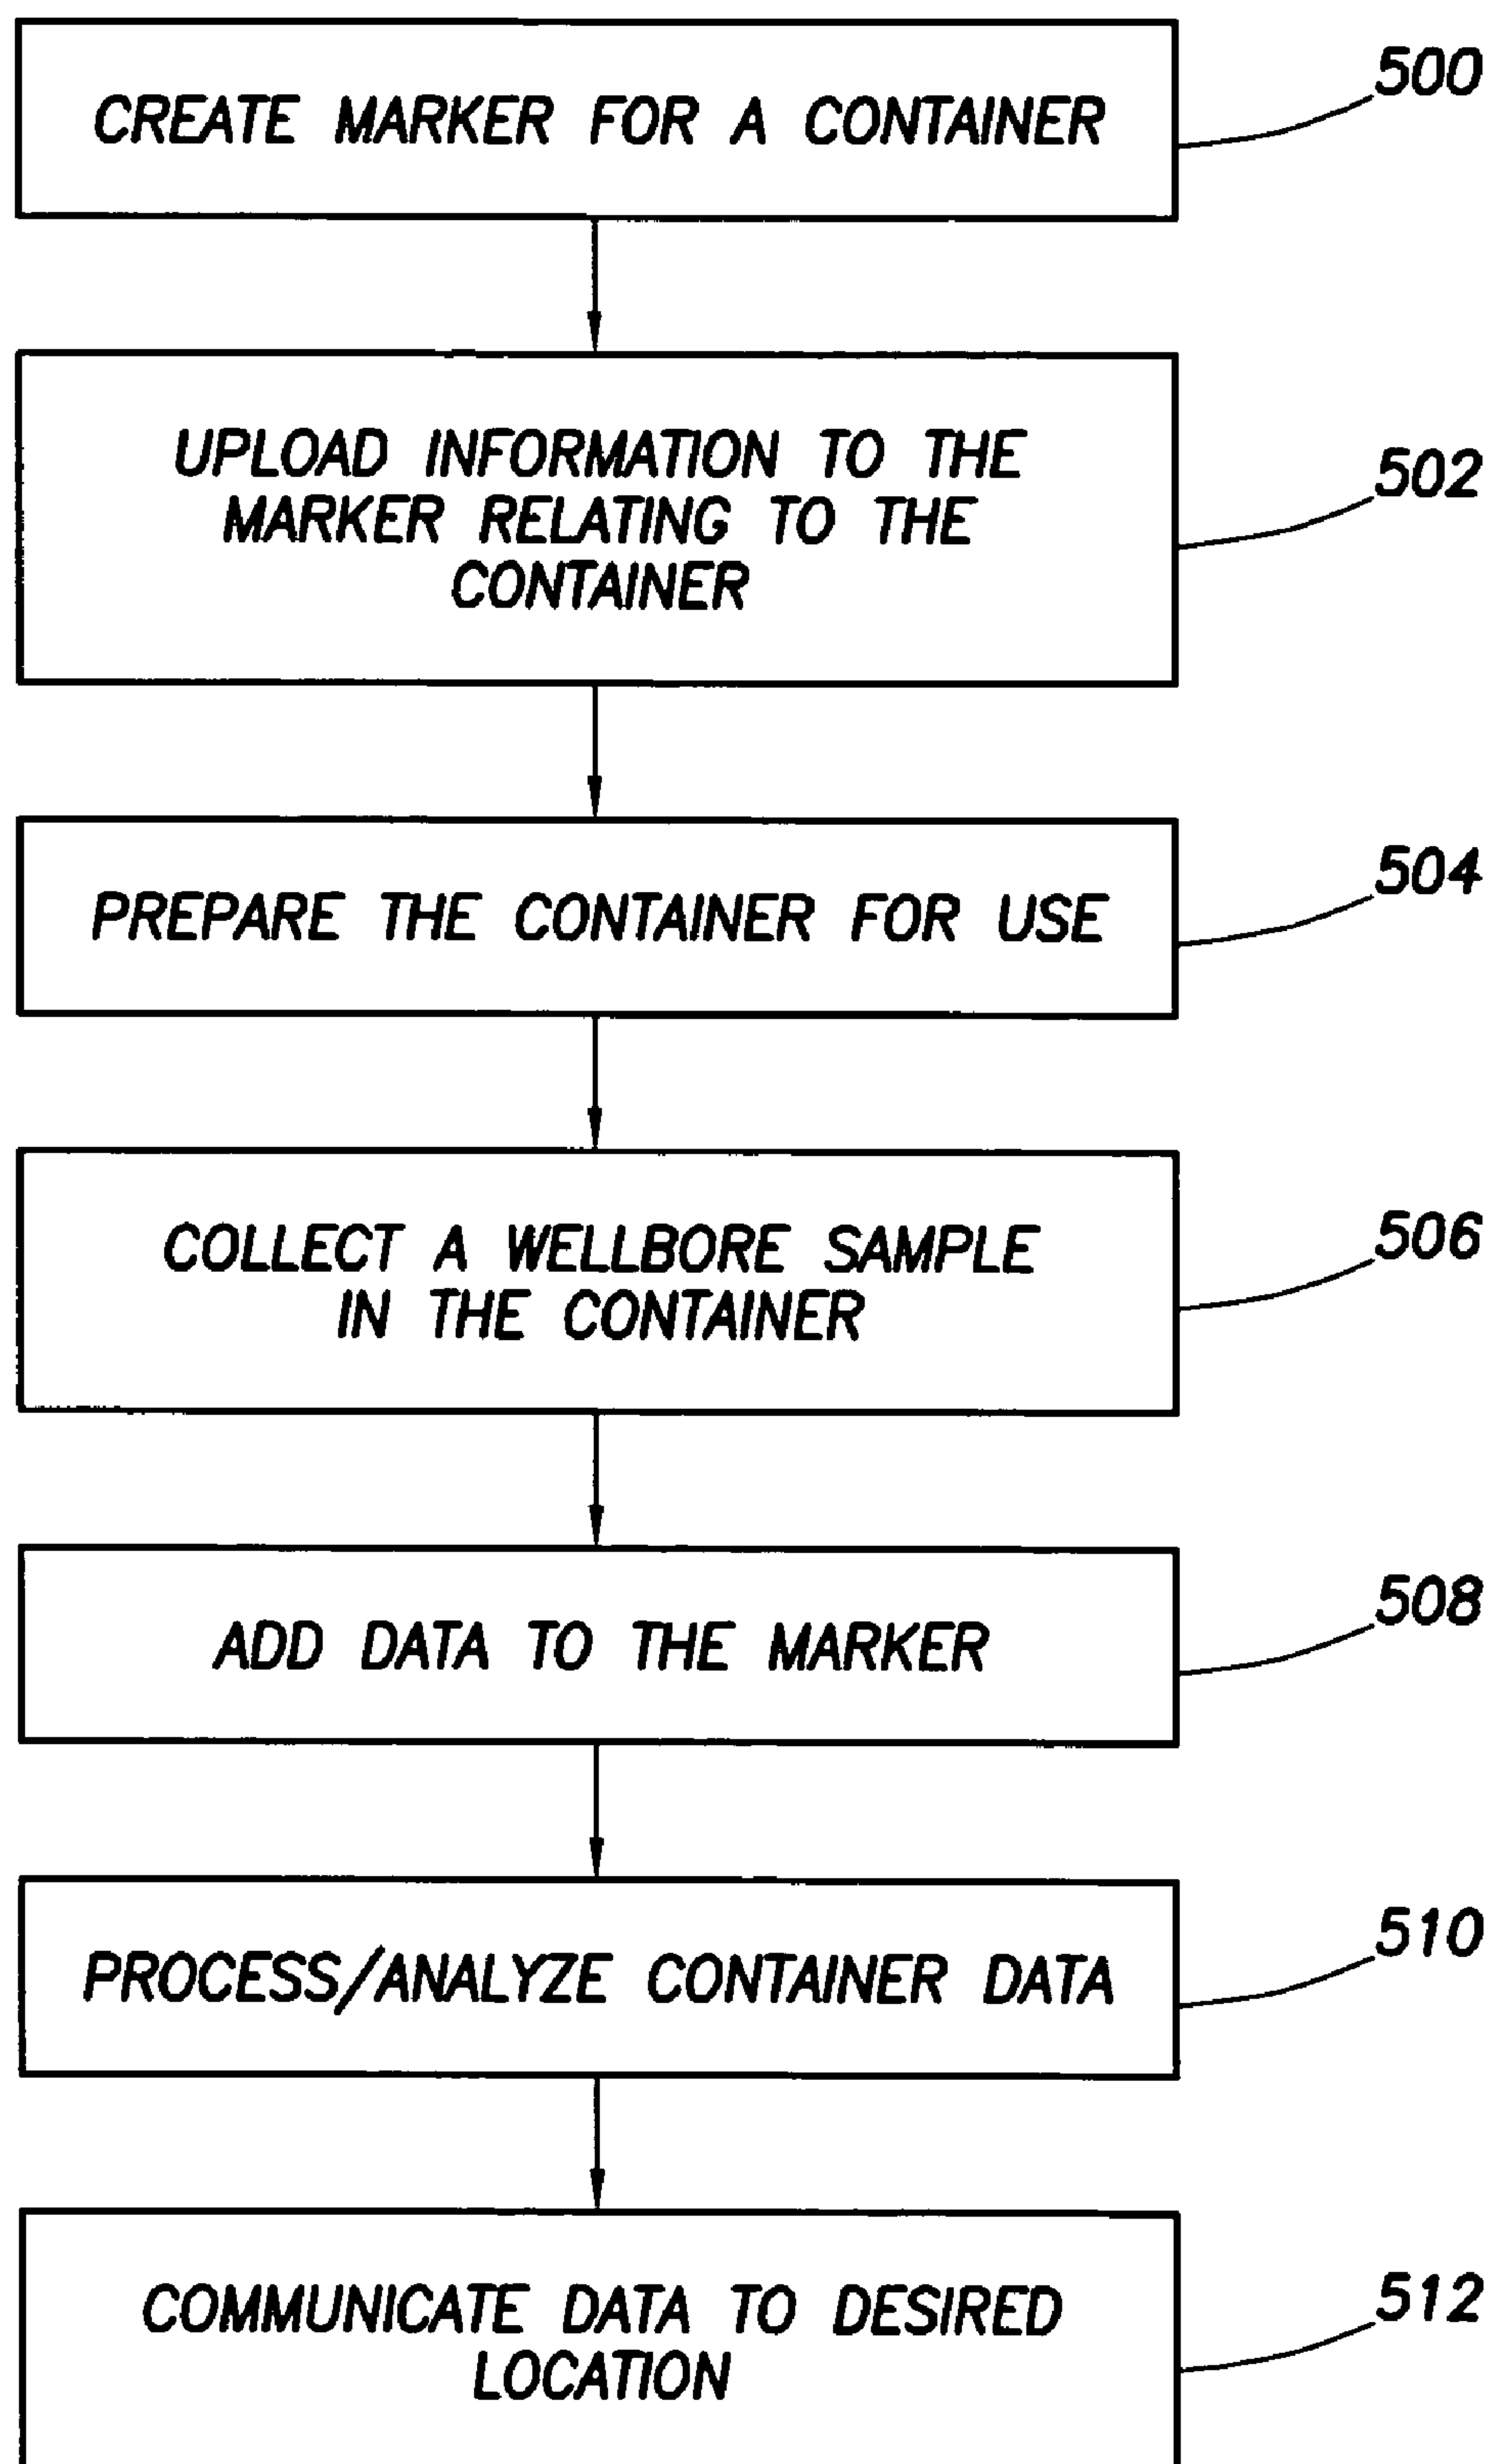 CREATE MARKER FOR A CONTAINER
500
UPLOAD INFORMATION TO THE
MARKER RELATING TO THE
CONTAINER
502
PREPARE THE CONTAINER FOR USE
504
COLLECT A WELLBORE SAMPLE
IN THE CONTAINER
506
ADD DATA TO THE MARKER
508
PROCESS/ANALYZE CONTAINER DATA
510
COMMUNICATE DATA TO DESIRED
LOCATION
512